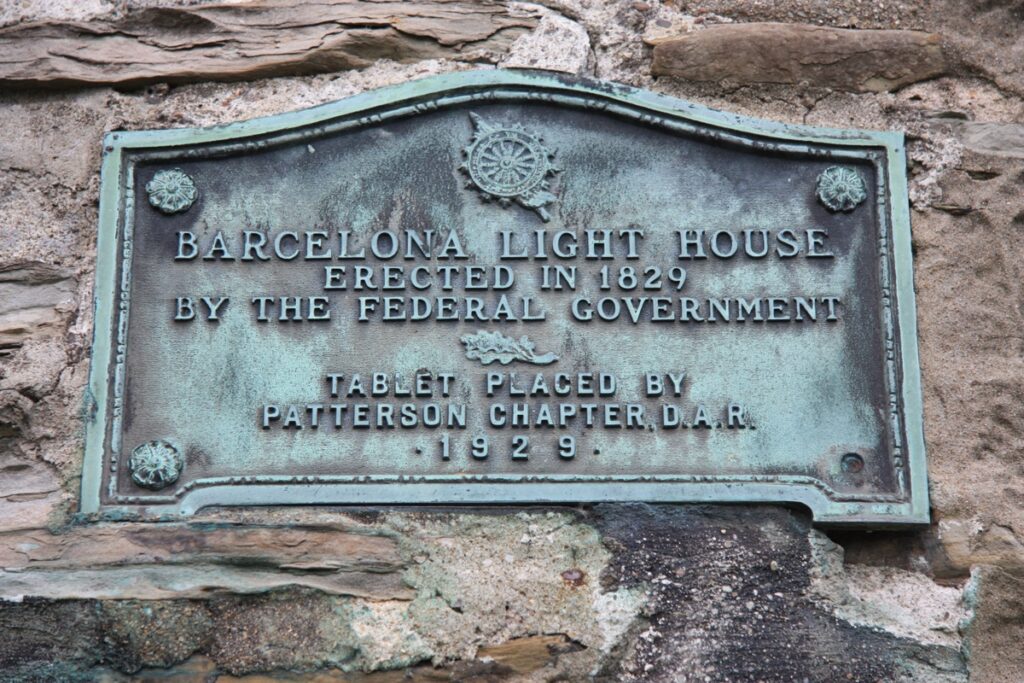 BARCELONA LIGHT HOUSE
ERECTED IN 1829
BY THE FEDERAL GOVERNMENT
TABLET PLACED BY
PATTERSON CHAPTER, D.A.R.
· 1929 ·